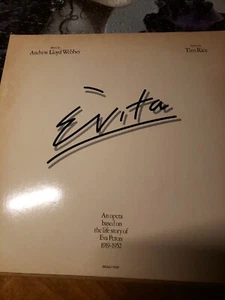 Andrew Lloyd Webber
Tim Rice
Evita
An opera
based on
the life story of
Eva Peron
1919-1952